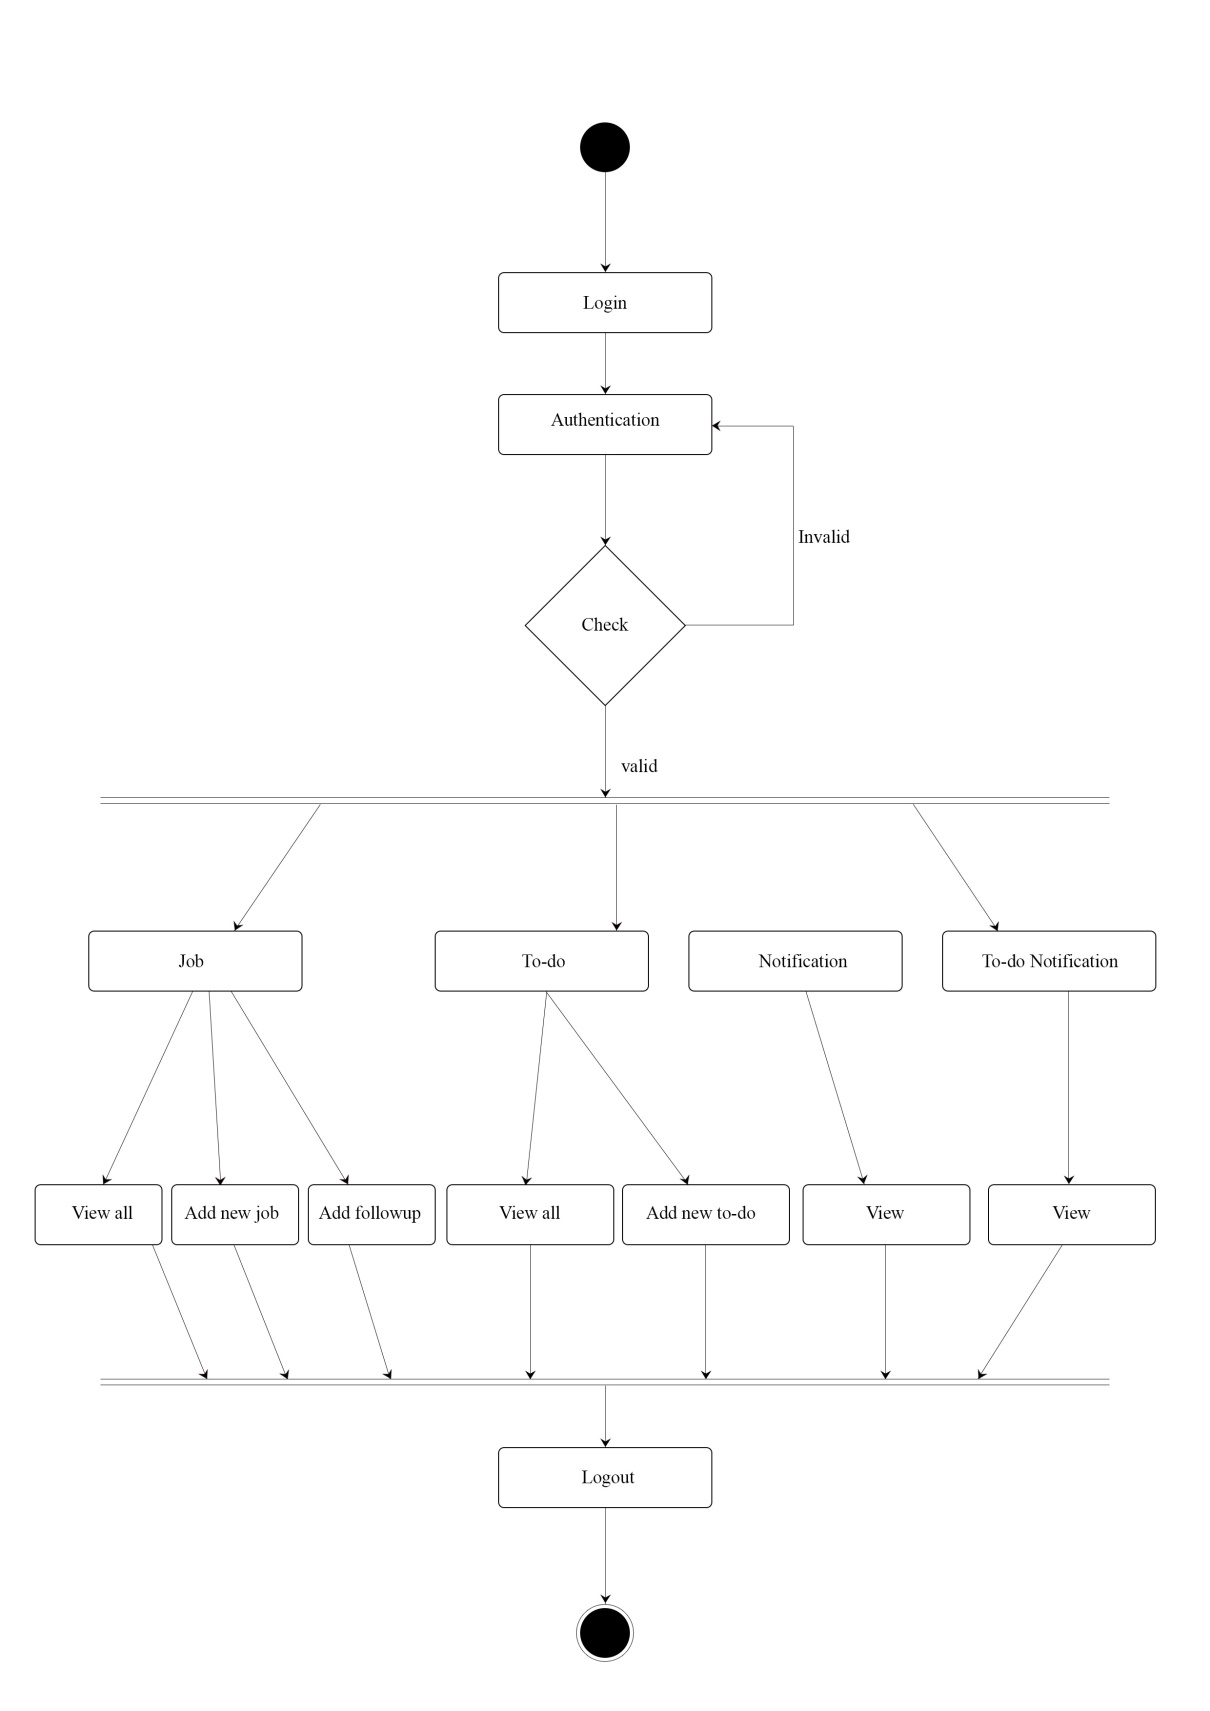 Login
Authentication
Invalid
Check
valid
Job
To-do
Notification
To-do Notification
View all
Add new job
Add followup
View all
Add new to-do
View
View
Logout